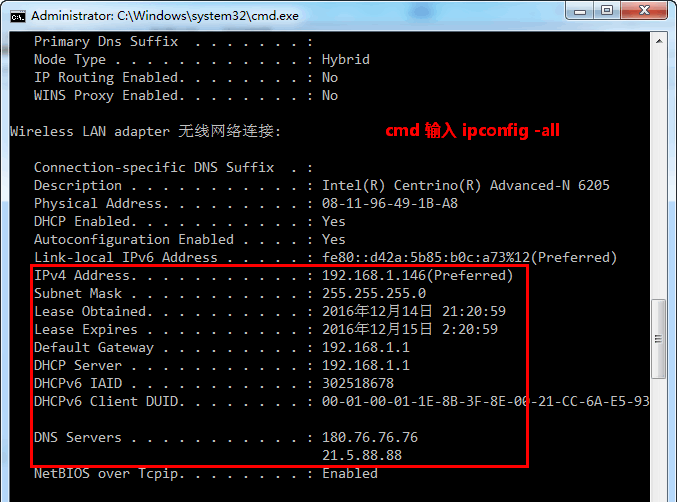 Administrator: C:\Windows\system32\cmd.exe
Primary Dns Suffix . . . . . . . :
Node Type . . . . . . . . . . . . : Hybrid
IP Routing Enabled. . . . . . . . : No
WINS Proxy Enabled. . . . . . . . : No
Wireless LAN adapter 无线网络连接:
cmd 输入 ipconfig -all
Connection-specific DNS Suffix . :
Description . . . . . . . . . . . : Intel(R) Centrino(R) Advanced-N 6205
Physical Address. . . . . . . . . : 08-11-96-49-1B-A8
DHCP Enabled. . . . . . . . . . . : Yes
Autoconfiguration Enabled . . . . : Yes
Link-local IPv6 Address . . . . . : fe80::d42a:5b85:b0c:a73%12(Preferred)
IPv4 Address. . . . . . . . . . . : 192.168.1.146(Preferred)
Subnet Mask . . . . . . . . . . . : 255.255.255.0
Lease Obtained. . . . . . . . . . : 2016年12月14日 21:20:59
Lease Expires . . . . . . . . . . : 2016年12月15日 2:20:59
Default Gateway . . . . . . . . . : 192.168.1.1
DHCP Server . . . . . . . . . . . : 192.168.1.1
DHCPv6 IAID . . . . . . . . . . . : 302518678
DHCPv6 Client DUID. . . . . . . . : 00-01-00-01-1E-8B-3F-8E-00-21-CC-6A-E5-93
DNS Servers . . . . . . . . . . . : 180.76.76.76
21.5.88.88
NetBIOS over Tcpip. . . . . . . . : Enabled